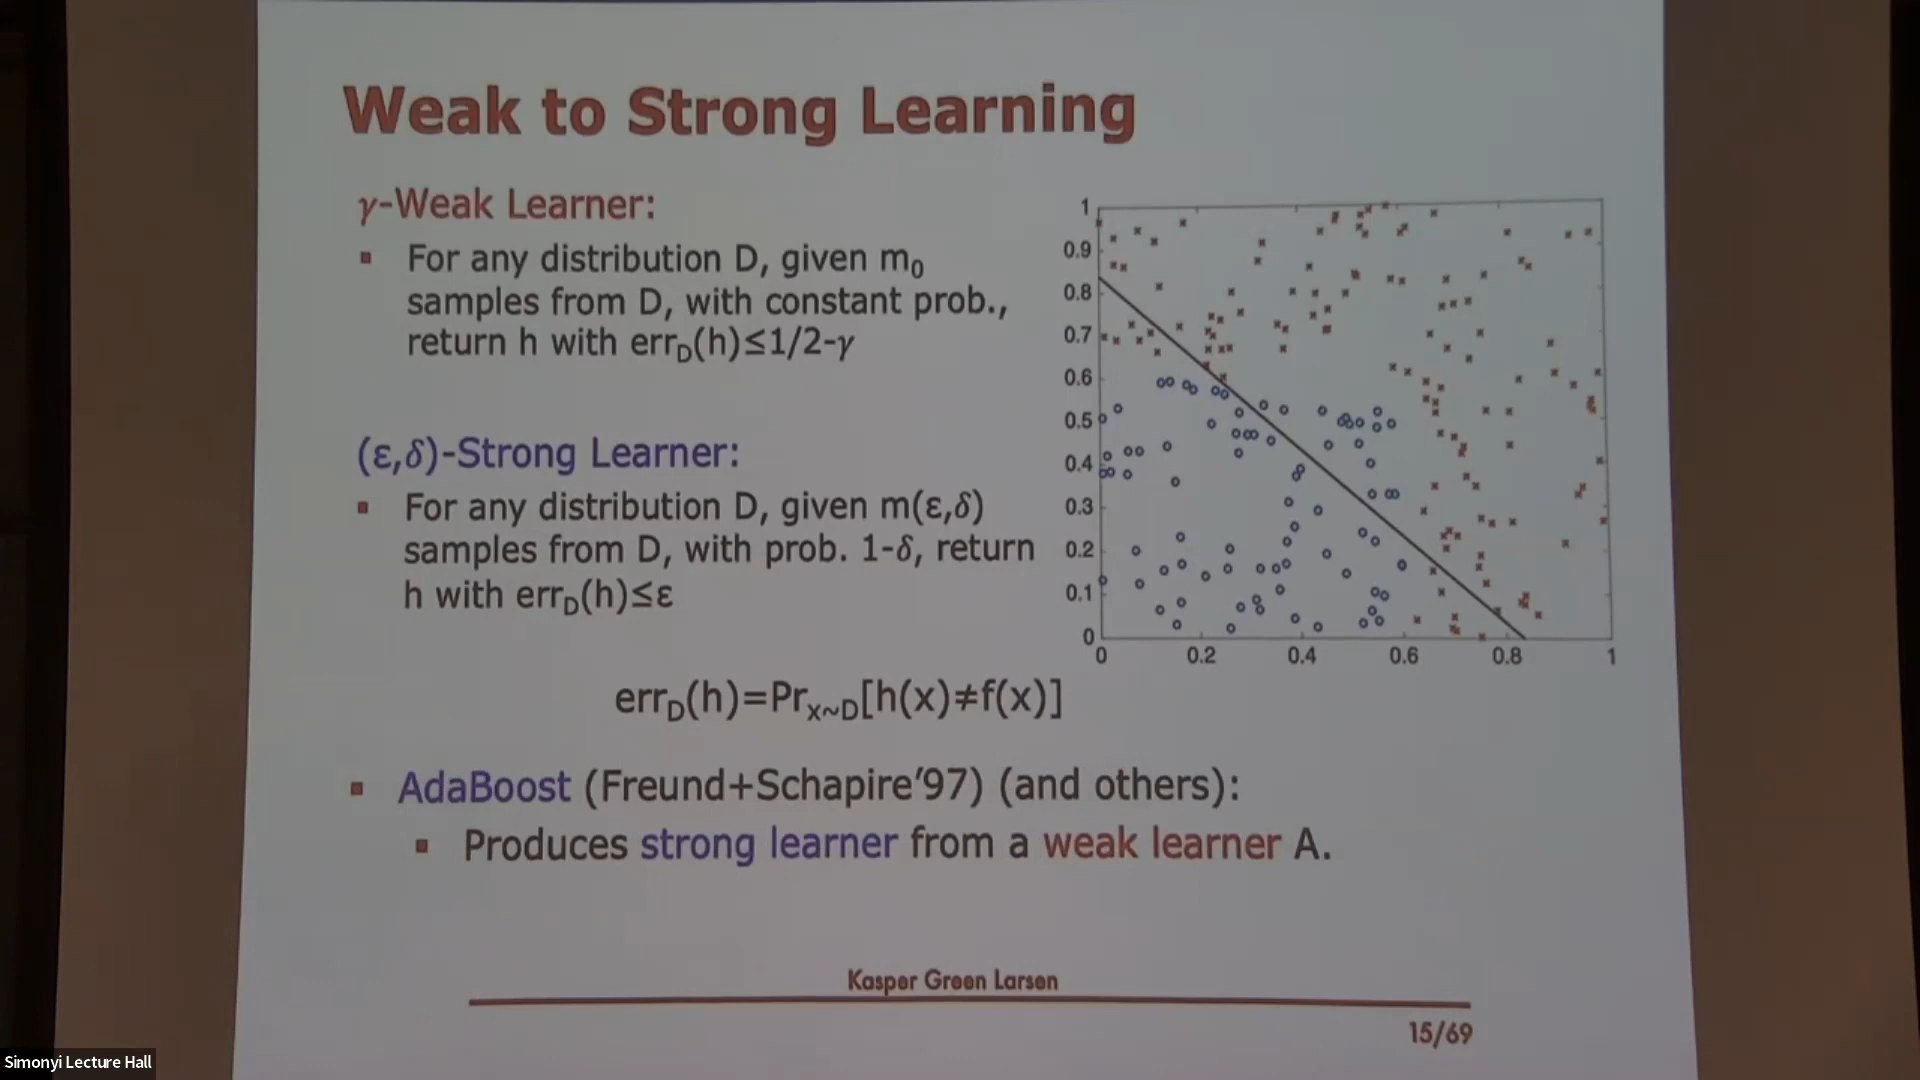 Weak to Strong Learning
γ-Weak Learner:
▪ For any distribution D, given m₀
samples from D, with constant prob.,
return h with err_D(h)≤1/2-γ
(ε,δ)-Strong Learner:
▪ For any distribution D, given m(ε,δ)
samples from D, with prob. 1-δ, return
h with err_D(h)≤ε
1
0.9
0.8
0.7
0.6
0.5
0.4
0.3
0.2
0.1
0
0 0.2 0.4 0.6 0.8 1
err_D(h)=Pr_x~D[h(x)≠f(x)]
▪ AdaBoost (Freund+Schapire'97) (and others):
▪ Produces strong learner from a weak learner A.
Kasper Green Larsen
15/69
Simonyi Lecture Hall